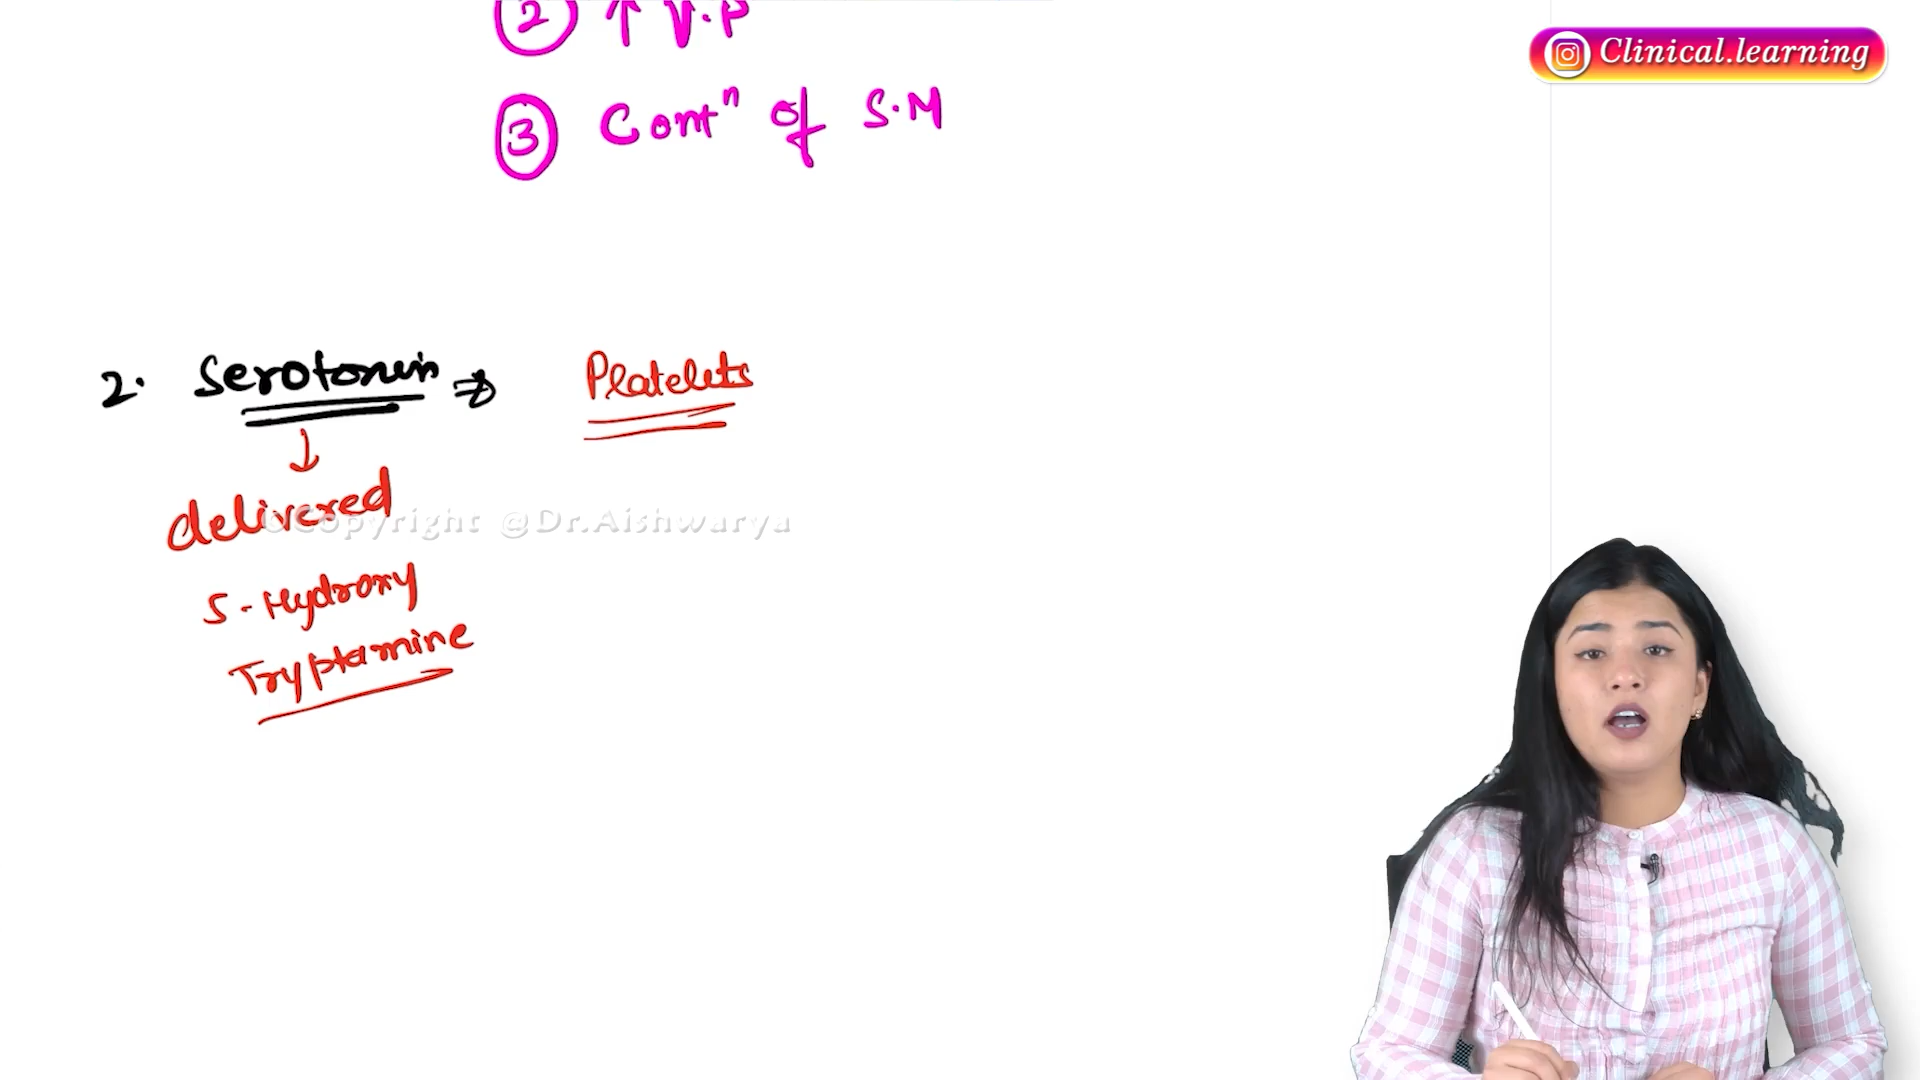 2 ↑ V.P
Clinical.learning
3 Contⁿ of S.M
2. Serotonin ⇒ Platelets
↓
delivered
©Copyright @Dr.Aishwarya
5-Hydroxy
Tryptamine